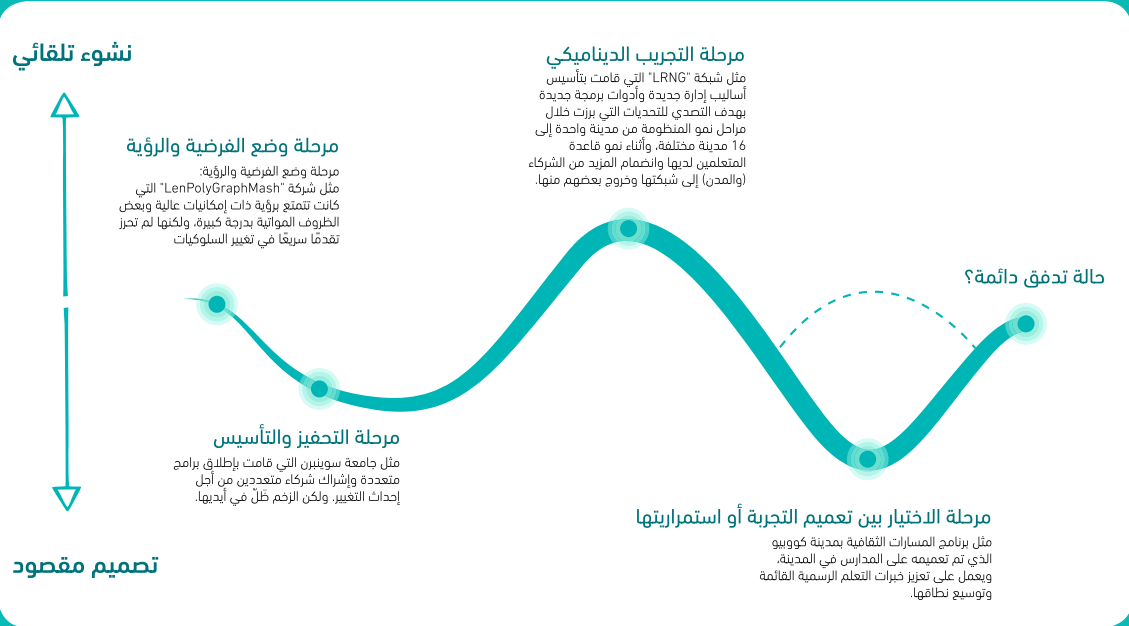 نشوء تلقائي
مرحلة التجريب الديناميكي
مثل شبكة "LRNG" التي قامت بتأسيس
أساليب إدارة جديدة وأدوات برمجة جديدة
بهدف التصدي للتحديات التي برزت خلال
مراحل نمو المنظومة من مدينة واحدة إلى
16 مدينة مختلفة، وأثناء نمو قاعدة
المتعلمين لديها وانضمام المزيد من الشركاء
(والمدن) إلى شبكتها وخروج بعضهم منها.
مرحلة وضع الفرضية والرؤية
مرحلة وضع الفرضية والرؤية:
مثل شركة "LenPolyGraphMash" التي
كانت تتمتع برؤية ذات إمكانيات عالية وبعض
الظروف المواتية بدرجة كبيرة، ولكنها لم تحرز
تقدمًا سريعًا في تغيير السلوكيات
حالة تدفق دائمة؟
مرحلة التحفيز والتأسيس
مثل جامعة سوينبرن التي قامت بإطلاق برامج
متعددة وإشراك شركاء متعددين من أجل
إحداث التغيير. ولكن الزخم ظلّ في أيديها.
مرحلة الاختيار بين تعميم التجربة أو استمراريتها
مثل برنامج المسارات الثقافية بمدينة كووبيو
الذي تم تعميمه على المدارس في المدينة،
ويعمل على تعزيز خبرات التعلم الرسمية القائمة
وتوسيع نطاقها.
تصميم مقصود